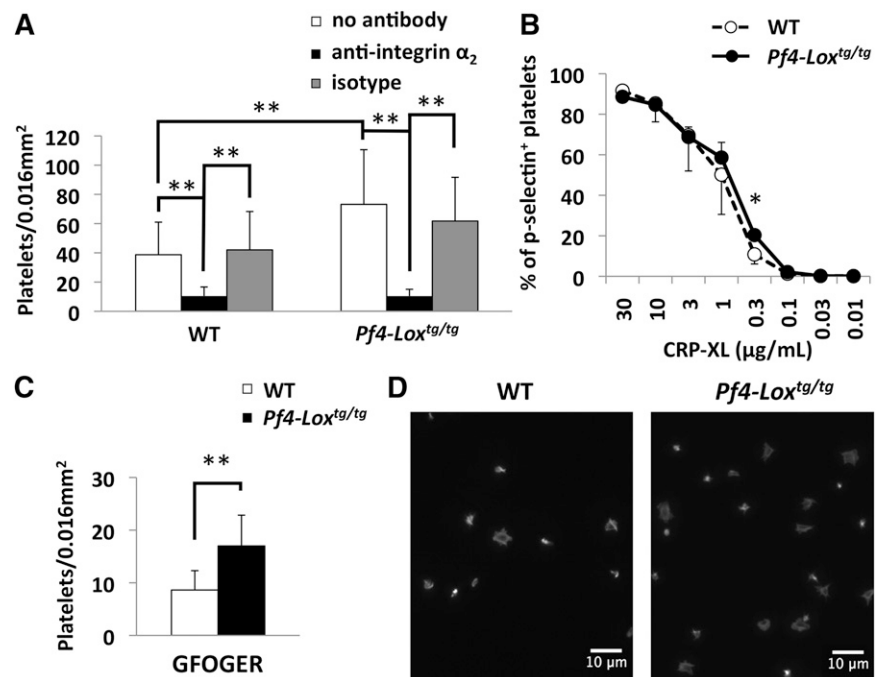 A
no antibody
anti-integrin α2
isotype
Platelets/0.016mm2
120
100
80
60
40
20
0
**
**
**
**
**
WT
Pf4-Loxtg/tg
B
WT
Pf4-Loxtg/tg
% of p-selectin+ platelets
100
80
60
40
20
0
*
30
10
3
1
0.3
0.1
0.03
0.01
CRP-XL (µg/mL)
C
WT
Pf4-Loxtg/tg
Platelets/0.016mm2
30
20
10
0
**
GFOGER
D
WT
Pf4-Loxtg/tg
10 µm
10 µm